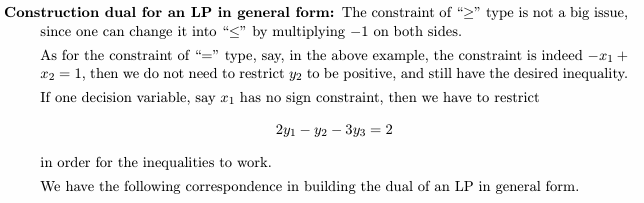 Construction dual for an LP in general form: The constraint of “≥” type is not a big issue,
since one can change it into “≤” by multiplying −1 on both sides.
As for the constraint of “=” type, say, in the above example, the constraint is indeed −x₁ +
x₂ = 1, then we do not need to restrict y₂ to be positive, and still have the desired inequality.
If one decision variable, say x₁ has no sign constraint, then we have to restrict
2y₁ − y₂ − 3y₃ = 2
in order for the inequalities to work.
We have the following correspondence in building the dual of an LP in general form.